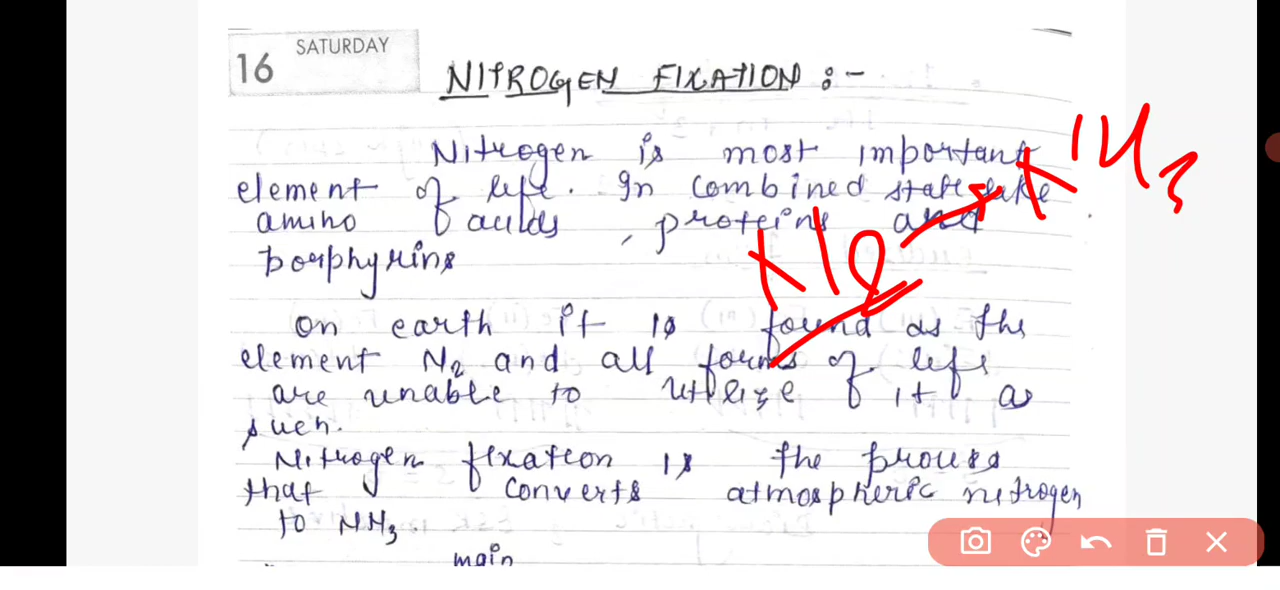 SATURDAY
16
NITROGEN FIXATION :-
Nitrogen is most important
element of life. In combined state like
amino acids, proteins and
porphyrins
NH3
N2
on earth it is found as the
element N2 and all forms of life
are unable to utilize of it as
such.
Nitrogen fixation is the process
that converts atmospheric nitrogen
to NH3.
main